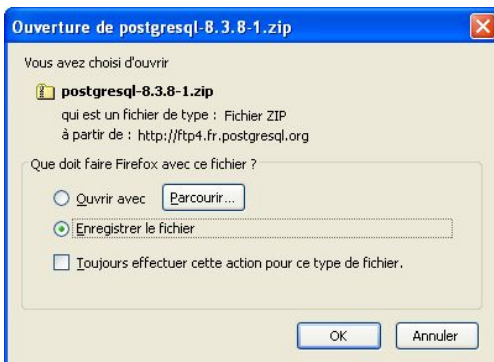 Ouverture de postgresql-8.3.8-1.zip
Vous avez choisi d'ouvrir
postgresql-8.3.8-1.zip
qui est un fichier de type : Fichier ZIP
à partir de : http://ftp4.fr.postgresql.org
Que doit faire Firefox avec ce fichier ?
Ouvrir avec Parcourir...
Enregistrer le fichier
Toujours effectuer cette action pour ce type de fichier.
OK Annuler